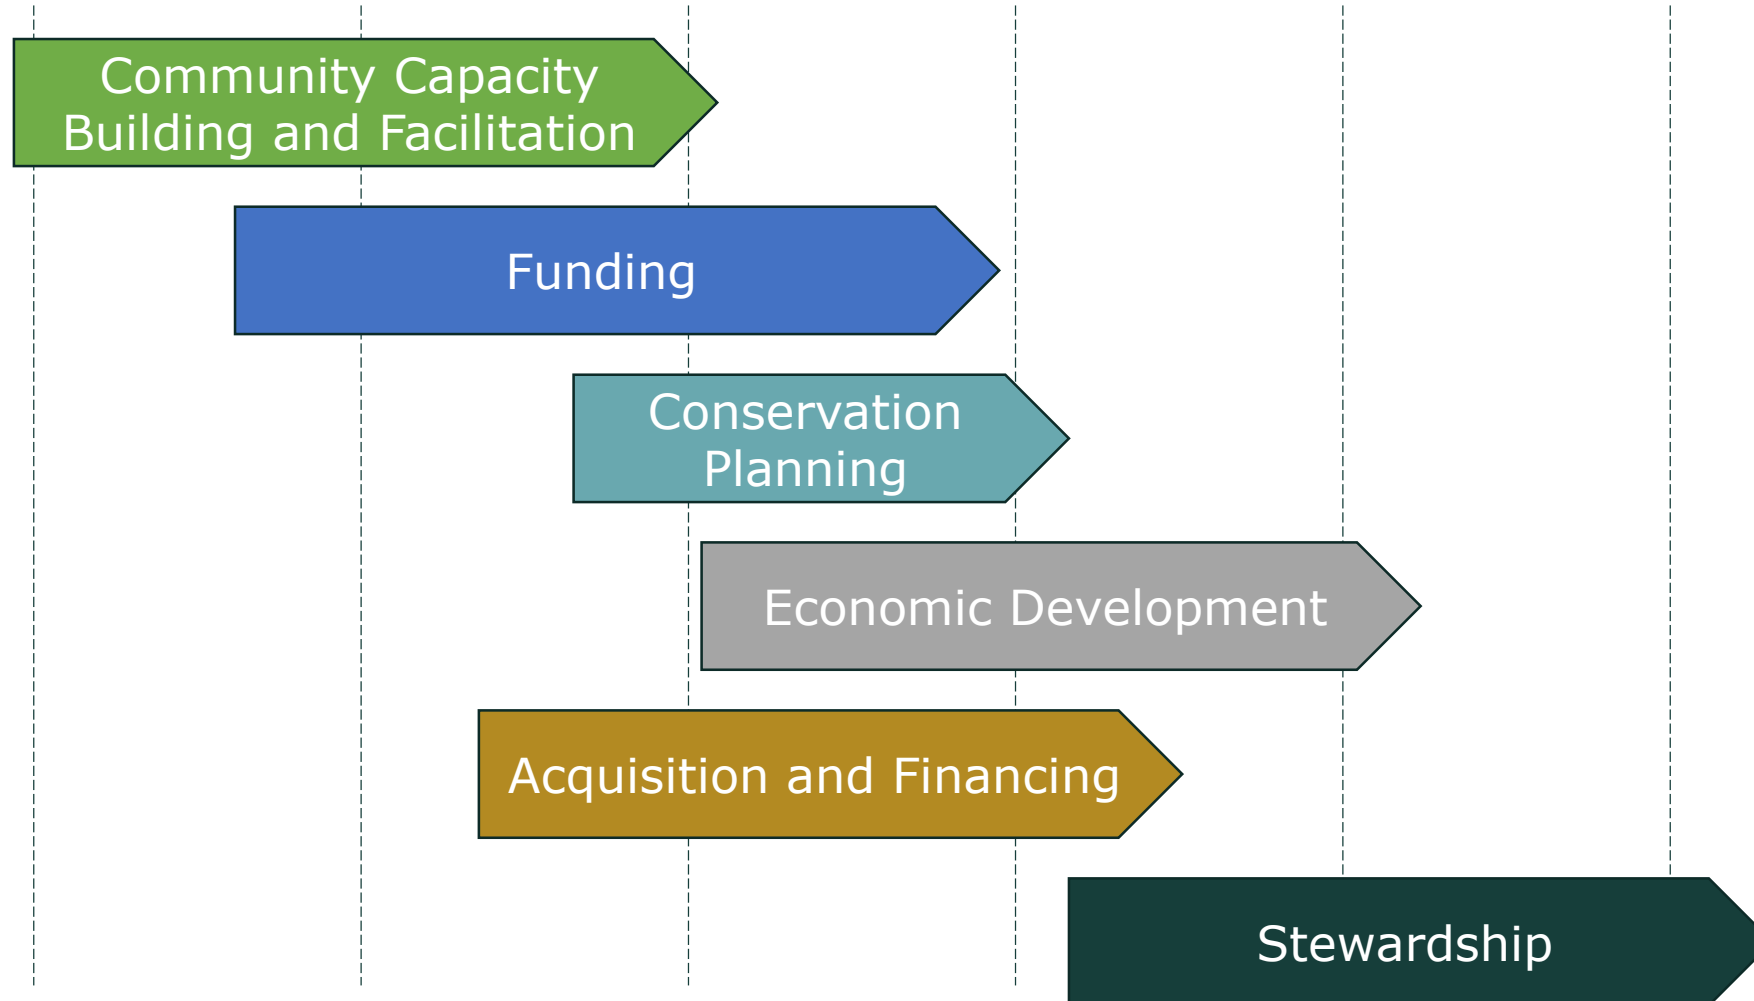 Community Capacity
Building and Facilitation
Funding
Conservation
Planning
Economic Development
Acquisition and Financing
Stewardship